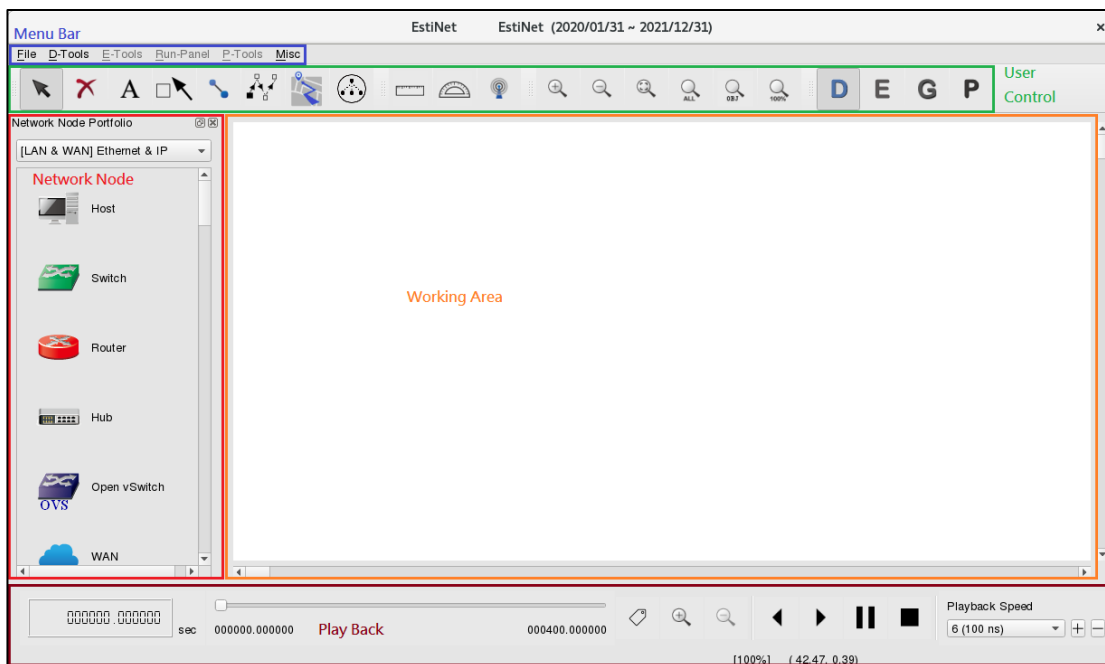 EstiNet EstiNet (2020/01/31 ~ 2021/12/31) ×
Menu Bar
File D-Tools E-Tools Run-Panel P-Tools Misc
A ALL OBJ 100% D E G P
User
Control
Network Node Portfolio
[LAN & WAN] Ethernet & IP
Network Node
Host
Switch
Router
Hub
Open vSwitch
OVS
WAN
Working Area
000000.000000 sec
000000.000000 Play Back 000400.000000
Playback Speed
6 (100 ns)
[100%] ( 42.47, 0.39)